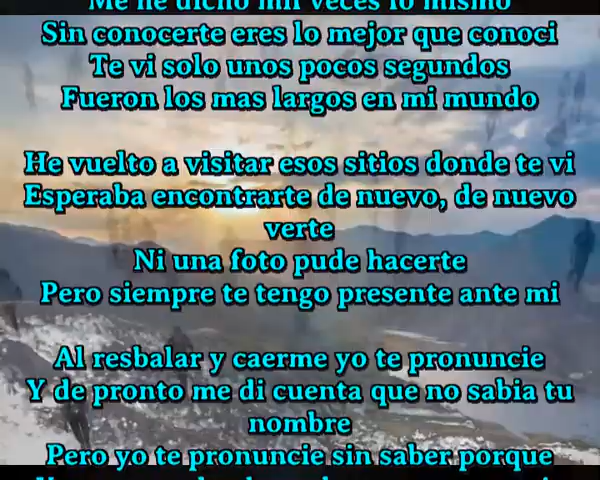 Me he dicho mil veces lo mismo
Sin conocerte eres lo mejor que conoci
Te vi solo unos pocos segundos
Fueron los mas largos en mi mundo
He vuelto a visitar esos sitios donde te vi
Esperaba encontrarte de nuevo, de nuevo
verte
Ni una foto pude hacerte
Pero siempre te tengo presente ante mi
Al resbalar y caerme yo te pronuncie
Y de pronto me di cuenta que no sabia tu
nombre
Pero yo te pronuncie sin saber porque